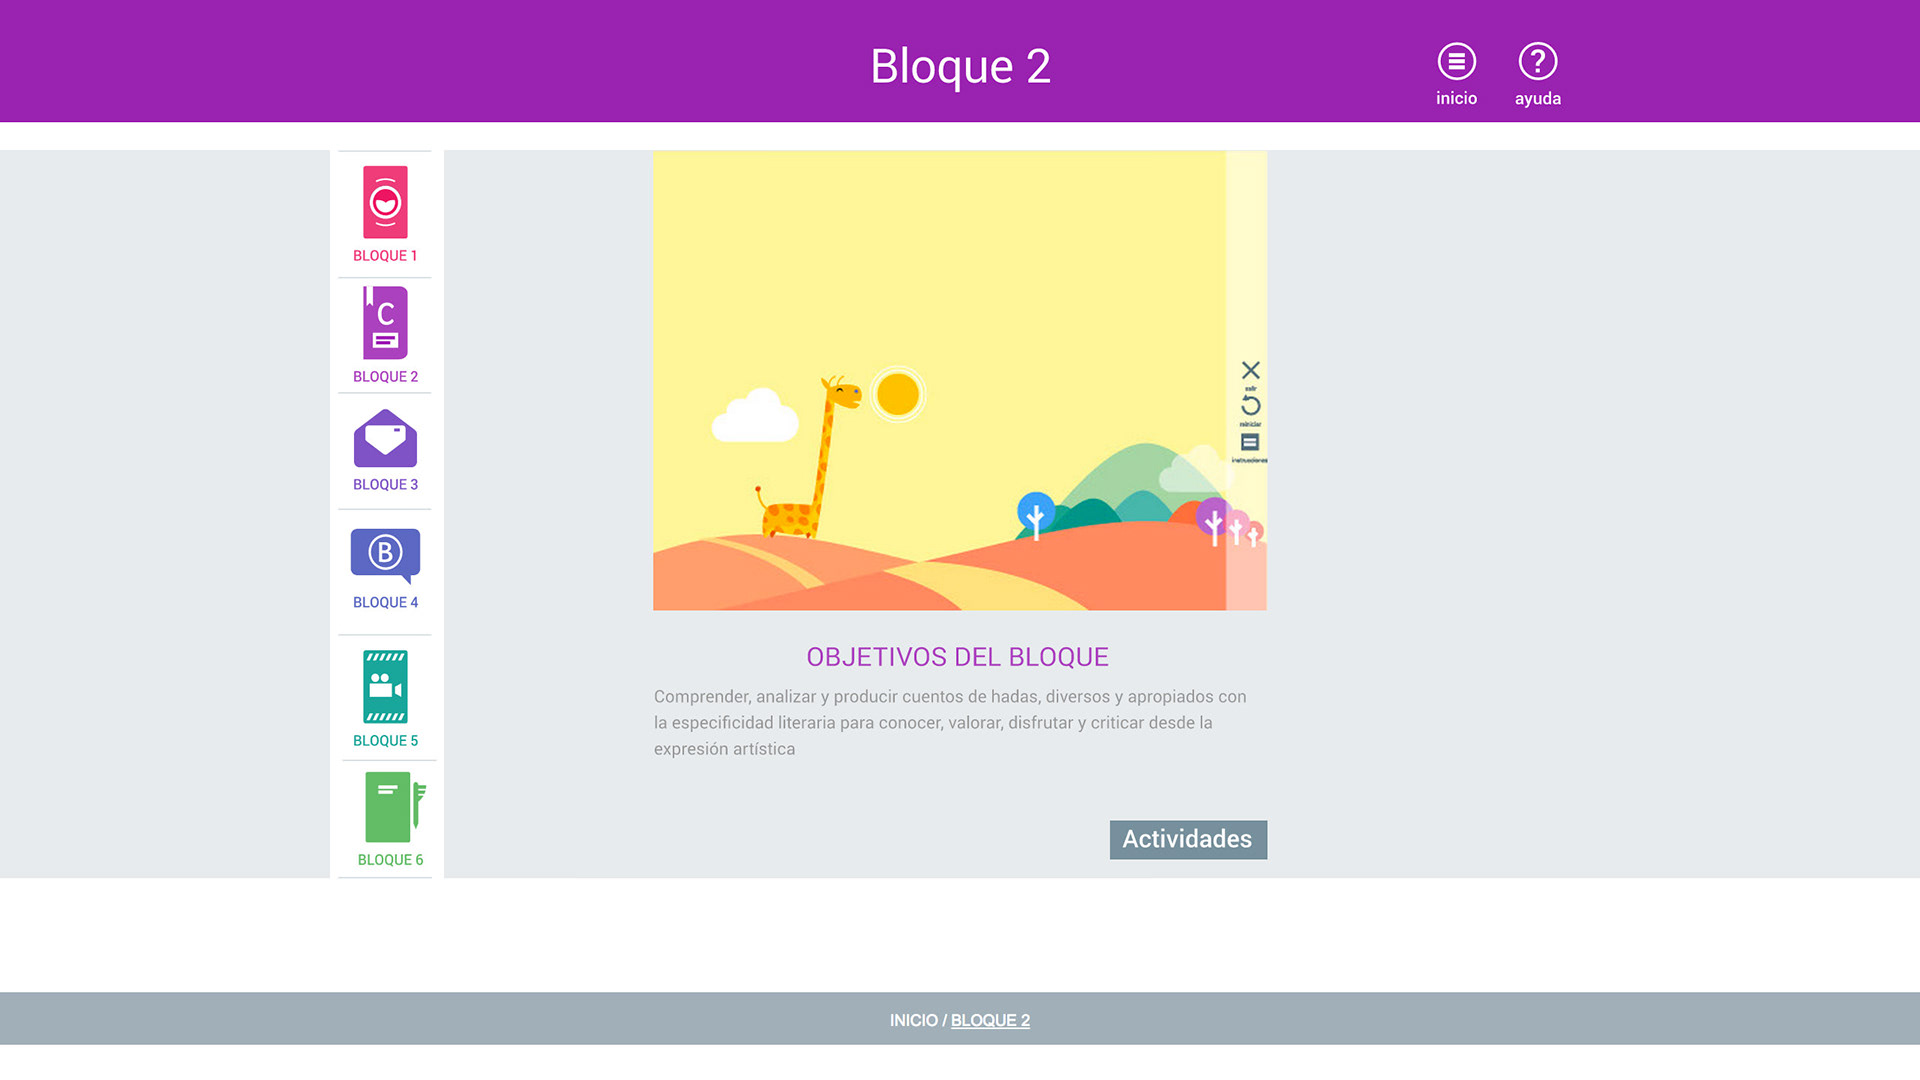 Bloque 2
inicio
ayuda
BLOQUE 1
C
BLOQUE 2
BLOQUE 3
B
BLOQUE 4
BLOQUE 5
BLOQUE 6
salir
reiniciar
instrucciones
OBJETIVOS DEL BLOQUE
Comprender, analizar y producir cuentos de hadas, diversos y apropiados con
la especificidad literaria para conocer, valorar, disfrutar y criticar desde la
expresión artística
Actividades
INICIO / BLOQUE 2